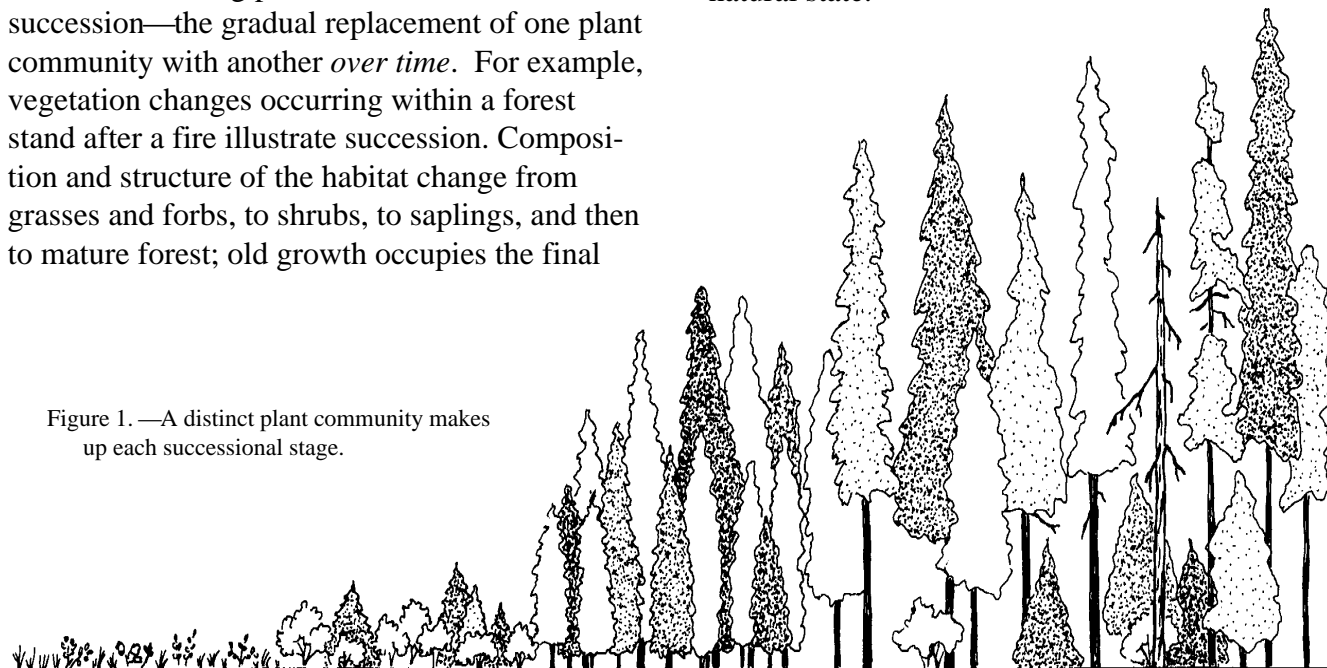 succession—the gradual replacement of one plant
community with another over time. For example,
vegetation changes occurring within a forest
stand after a fire illustrate succession. Composi-
tion and structure of the habitat change from
grasses and forbs, to shrubs, to saplings, and then
to mature forest; old growth occupies the final
natural state.
Figure 1. —A distinct plant community makes
up each successional stage.